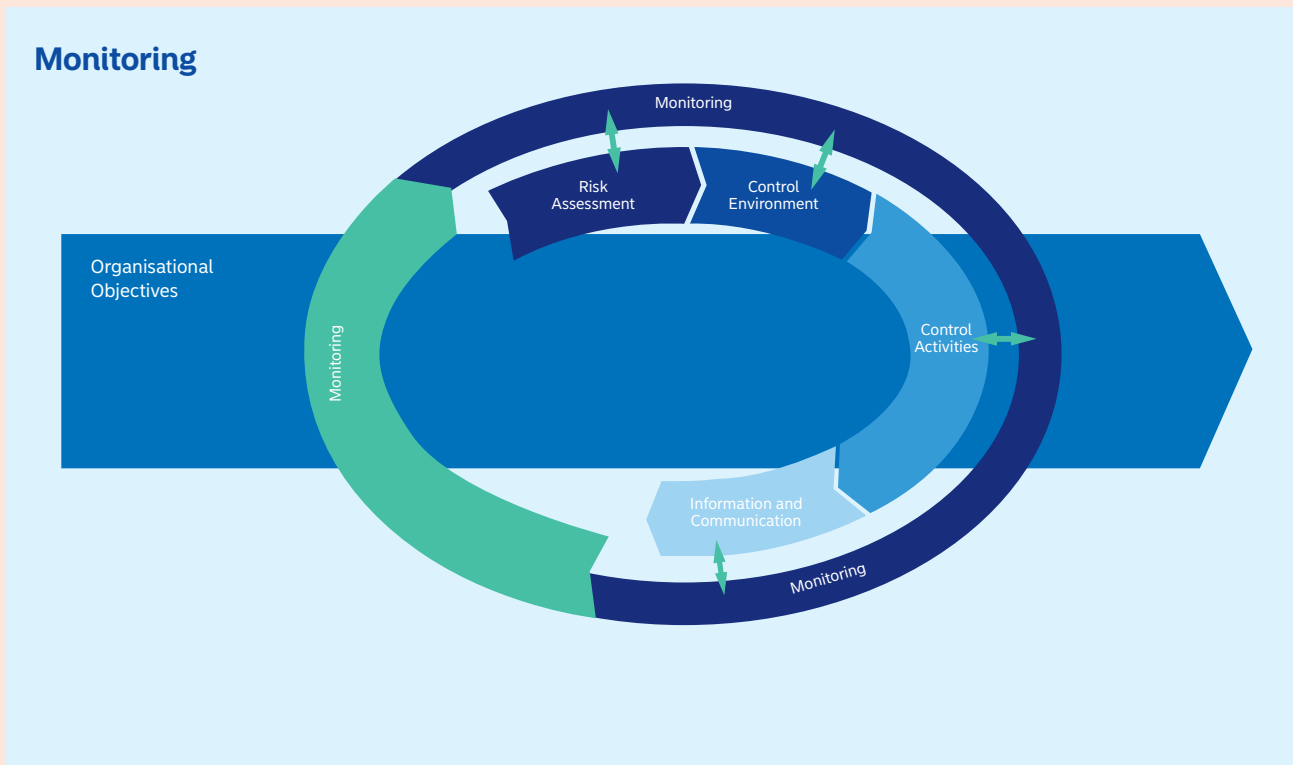 Monitoring
Monitoring
Risk
Assessment
Control
Environment
Organisational
Objectives
Control
Activities
Monitoring
Information and
Communication
Monitoring